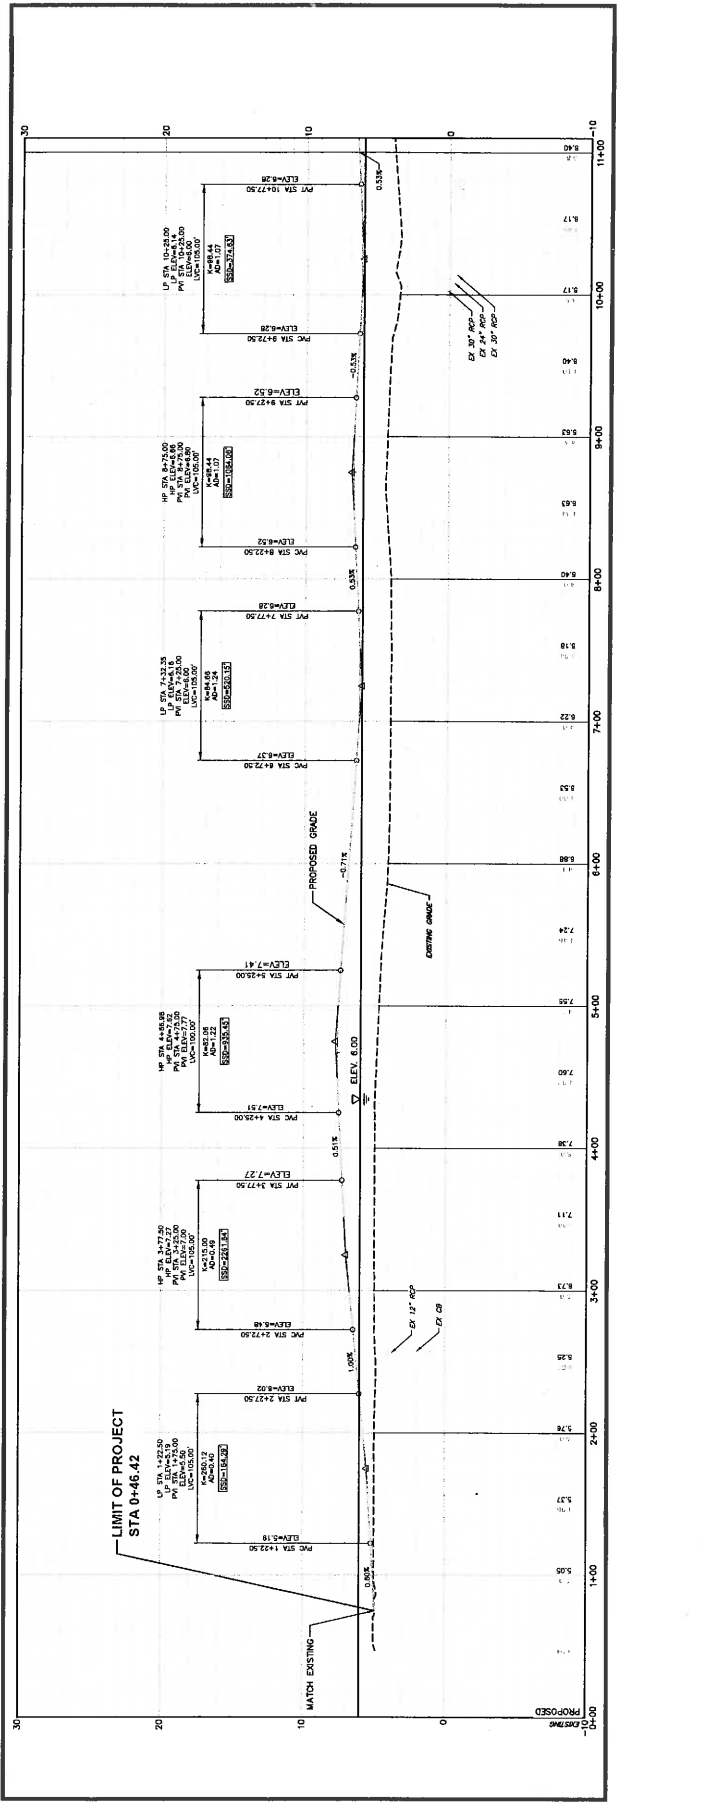 LIMIT OF PROJECT
STA 0+46.42
MATCH EXISTING
0.60%
LP STA 1+22.50
LP ELEV=5.19
PVI STA 1+75.00
ELEV=5.50
LVC=105.00'
K=260.12
AD=0.40
SSD=164.29'
PVC STA 1+22.50
ELEV=5.19
PVT STA 2+27.50
ELEV=6.02
1.00%
HP STA 3+77.50
HP ELEV=7.27
PVI STA 3+25.00
ELEV=7.00
LVC=105.00'
K=215.00
AD=0.49
SSD=2261.84'
PVC STA 2+72.50
ELEV=6.48
PVT STA 3+77.50
ELEV=7.27
0.51%
HP STA 4+66.98
HP ELEV=7.62
PVI STA 4+75.00
ELEV=7.77
LVC=100.00'
K=82.06
AD=1.22
SSD=935.45'
PVC STA 4+25.00
ELEV=7.51
PVT STA 5+25.00
ELEV=7.41
ELEV. 6.00
PROPOSED GRADE
-0.71%
LP STA 7+32.35
LP ELEV=6.16
PVI STA 7+25.00
ELEV=6.00
LVC=105.00'
K=84.66
AD=1.24
SSD=520.15'
PVC STA 6+72.50
ELEV=6.37
PVT STA 7+77.50
ELEV=6.28
0.53%
HP STA 8+75.00
HP ELEV=6.66
PVI STA 8+75.00
ELEV=6.80
LVC=105.00'
K=98.44
AD=1.07
SSD=1064.06'
PVC STA 8+22.50
ELEV=6.52
PVT STA 9+27.50
ELEV=6.52
-0.53%
LP STA 10+25.00
LP ELEV=6.14
PVI STA 10+25.00
ELEV=6.00
LVC=105.00'
K=98.44
AD=1.07
SSD=374.63'
PVC STA 9+72.50
ELEV=6.28
PVT STA 10+77.50
ELEV=6.28
0.53%
EX 12" RCP
EX CB
EXISTING GRADE
EX 30" RCP
EX 24" RCP
EX 30" RCP
30
20
10
0
-10
30
20
10
0
-10
EXISTING
PROPOSED
5.05
5.37
5.76
6.25
6.73
7.11
7.38
7.60
7.55
7.24
6.88
6.53
6.22
6.18
6.40
6.63
6.63
6.40
6.17
6.17
6.40
0+00
1+00
2+00
3+00
4+00
5+00
6+00
7+00
8+00
9+00
10+00
11+00